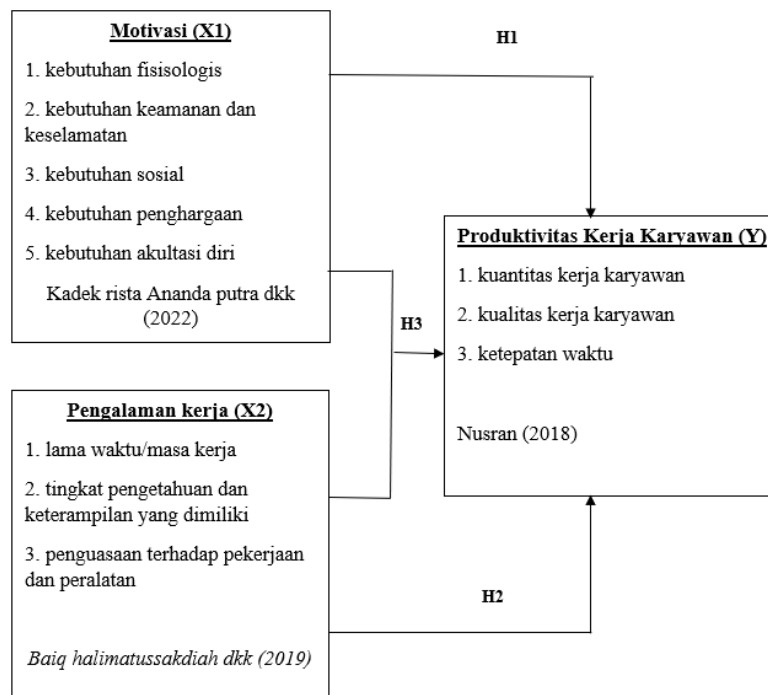 Motivasi (X1)
1. kebutuhan fisisologis
2. kebutuhan keamanan dan
keselamatan
3. kebutuhan sosial
4. kebutuhan penghargaan
5. kebutuhan akultasi diri
Kadek rista Ananda putra dkk
(2022)
H1
Produktivitas Kerja Karyawan (Y)
1. kuantitas kerja karyawan
2. kualitas kerja karyawan
3. ketepatan waktu
Nusran (2018)
H3
Pengalaman kerja (X2)
1. lama waktu/masa kerja
2. tingkat pengetahuan dan
keterampilan yang dimiliki
3. penguasaan terhadap pekerjaan
dan peralatan
Baiq halimatussakdiah dkk (2019)
H2